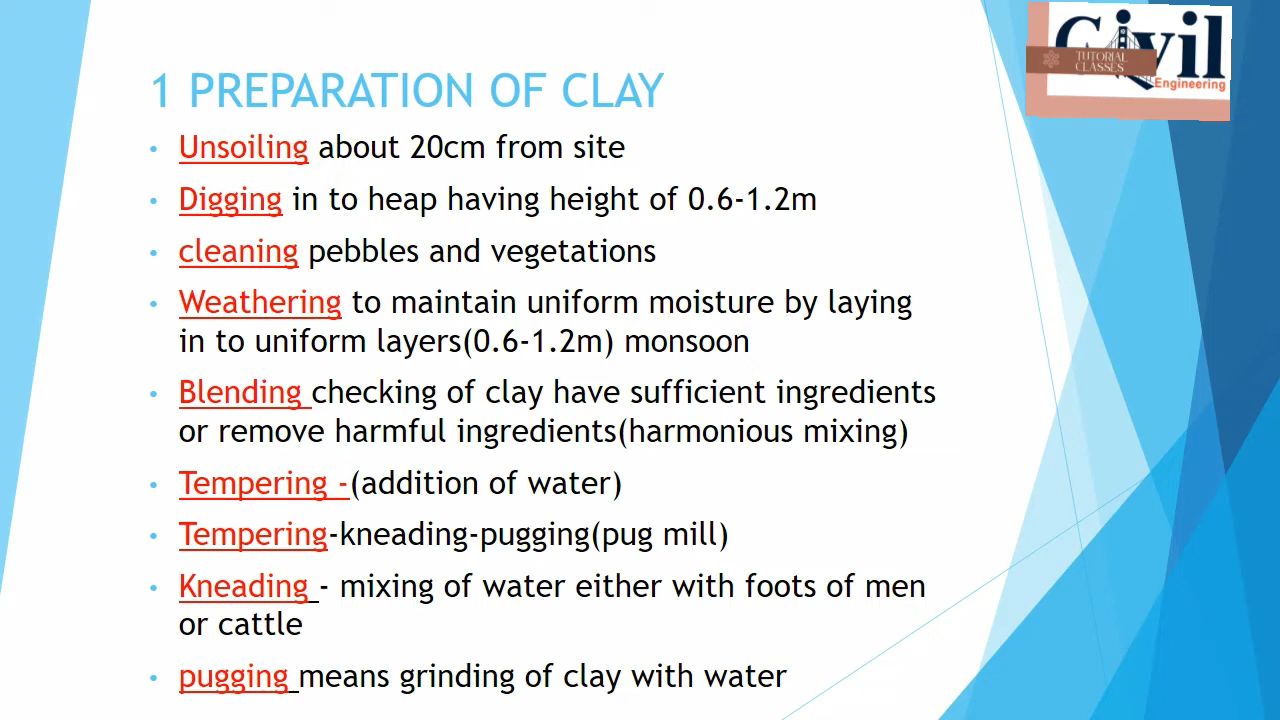 Civil
TUTORIAL
CLASSES
Engineering
1 PREPARATION OF CLAY
• Unsoiling about 20cm from site
• Digging in to heap having height of 0.6-1.2m
• cleaning pebbles and vegetations
• Weathering to maintain uniform moisture by laying
in to uniform layers(0.6-1.2m) monsoon
• Blending checking of clay have sufficient ingredients
or remove harmful ingredients(harmonious mixing)
• Tempering -(addition of water)
• Tempering-kneading-pugging(pug mill)
• Kneading - mixing of water either with foots of men
or cattle
• pugging means grinding of clay with water